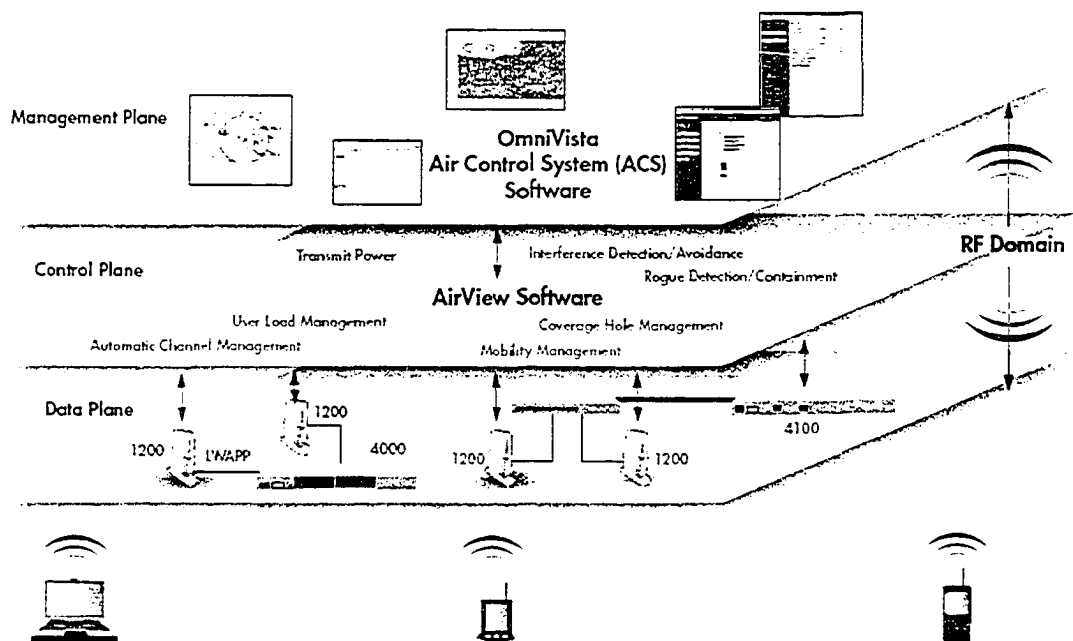 Management Plane
OmniVista
Air Control System (ACS)
Software
RF Domain
Control Plane
Transmit Power
Interference Detection/Avoidance
Rogue Detection/Containment
AirView Software
User Load Management
Coverage Hole Management
Automatic Channel Management
Mobility Management
Data Plane
1200
4100
1200
LWAPP
4000
1200
1200